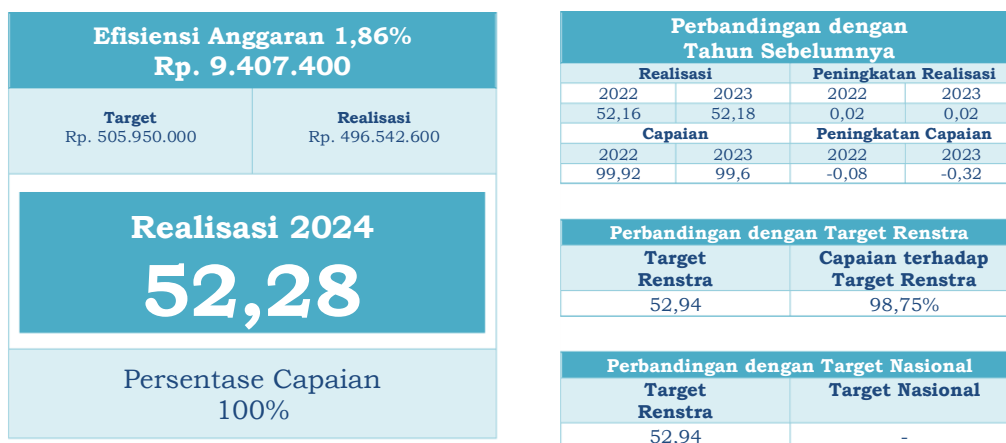 Efisiensi Anggaran 1,86%
Rp. 9.407.400
Target
Rp. 505.950.000
Realisasi
Rp. 496.542.600
Realisasi 2024
52,28
Persentase Capaian
100%
Perbandingan dengan
Tahun Sebelumnya
Realisasi Peningkatan Realisasi
2022 2023 2022 2023
52,16 52,18 0,02 0,02
Capaian Peningkatan Capaian
2022 2023 2022 2023
99,92 99,6 -0,08 -0,32
Perbandingan dengan Target Renstra
Target
Renstra
Capaian terhadap
Target Renstra
52,94 98,75%
Perbandingan dengan Target Nasional
Target
Renstra
Target Nasional
52,94 -